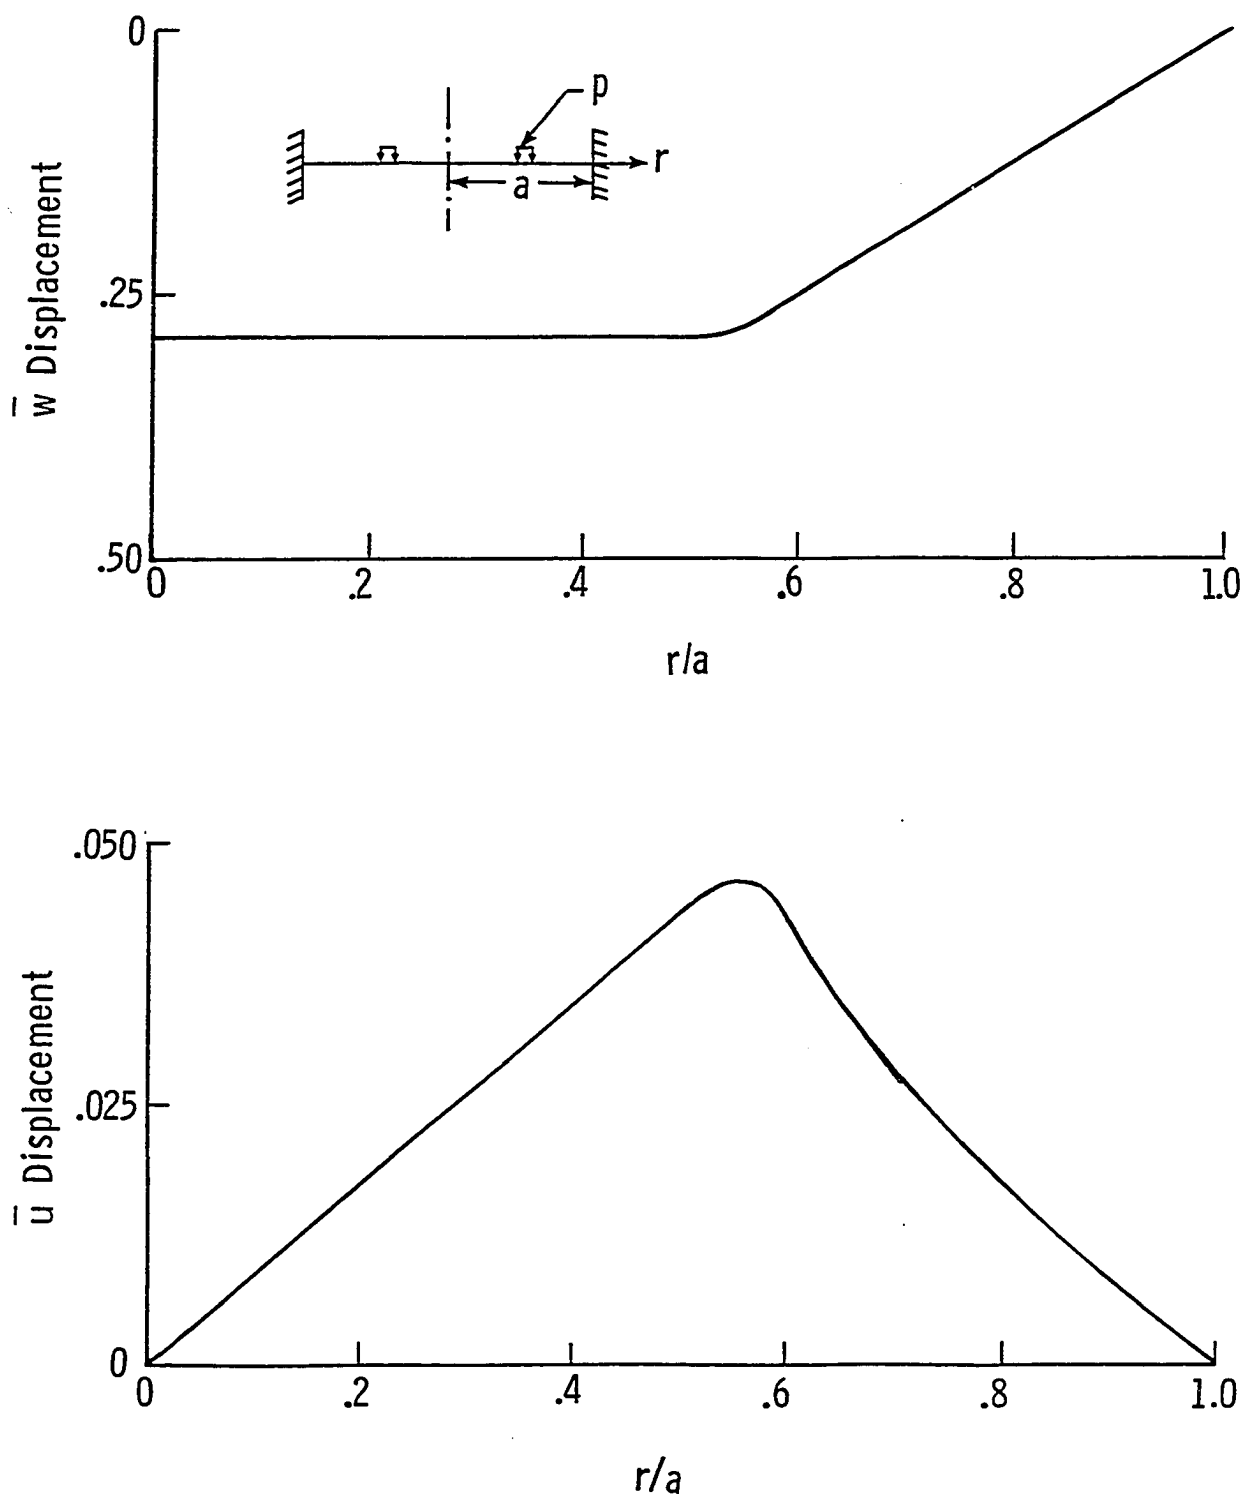 0
p
r
a
.25
w̄ Displacement
.50
0 .2 .4 .6 .8 1.0
r/a
.050
.025
ū Displacement
0
0 .2 .4 .6 .8 1.0
r/a